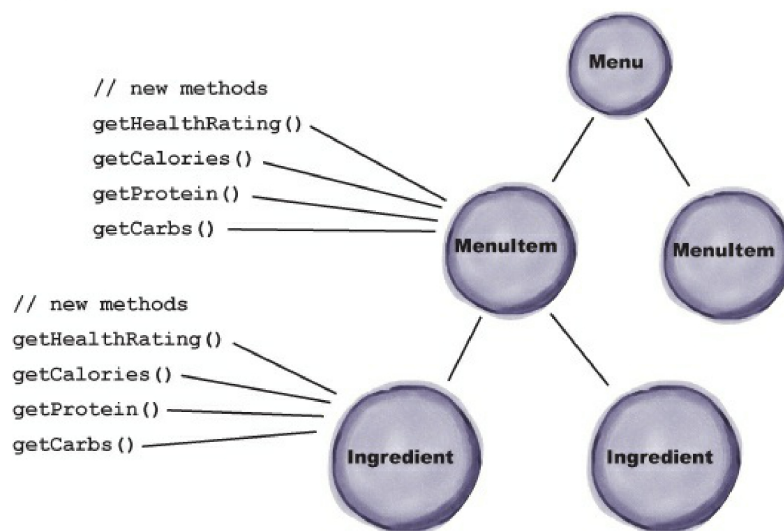 Menu
// new methods
getHealthRating()
getCalories()
getProtein()
getCarbs()
MenuItem
MenuItem
// new methods
getHealthRating()
getCalories()
getProtein()
getCarbs()
Ingredient
Ingredient